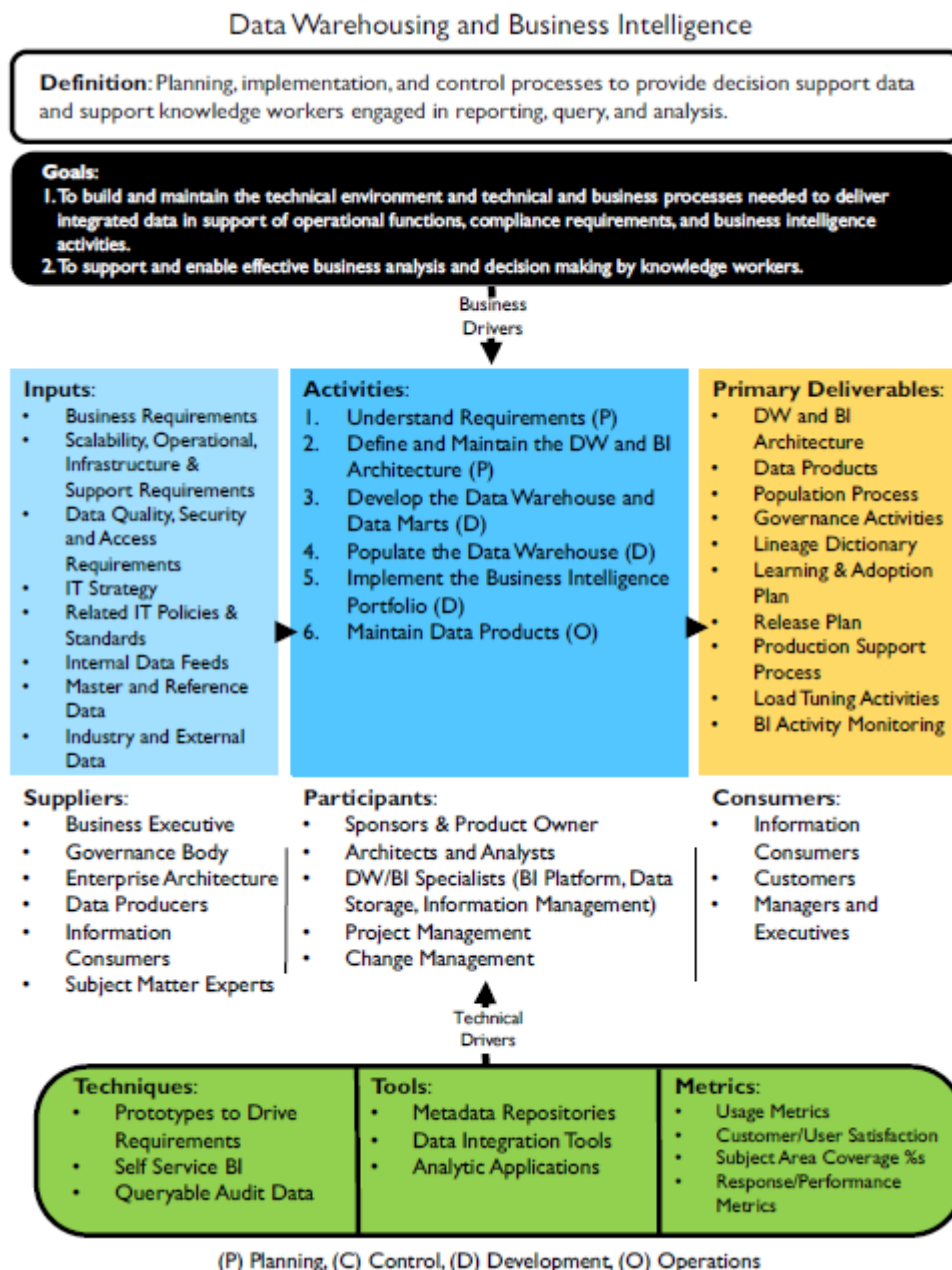 Data Warehousing and Business Intelligence
Definition: Planning, implementation, and control processes to provide decision support data
and support knowledge workers engaged in reporting, query, and analysis.
Goals:
1. To build and maintain the technical environment and technical and business processes needed to deliver
integrated data in support of operational functions, compliance requirements, and business intelligence
activities.
2. To support and enable effective business analysis and decision making by knowledge workers.
Business
Drivers
Inputs:
• Business Requirements
• Scalability, Operational,
Infrastructure &
Support Requirements
• Data Quality, Security
and Access
Requirements
• IT Strategy
• Related IT Policies &
Standards
• Internal Data Feeds
• Master and Reference
Data
• Industry and External
Data
Activities:
1. Understand Requirements (P)
2. Define and Maintain the DW and BI
Architecture (P)
3. Develop the Data Warehouse and
Data Marts (D)
4. Populate the Data Warehouse (D)
5. Implement the Business Intelligence
Portfolio (D)
6. Maintain Data Products (O)
Primary Deliverables:
• DW and BI
Architecture
• Data Products
• Population Process
• Governance Activities
• Lineage Dictionary
• Learning & Adoption
Plan
• Release Plan
• Production Support
Process
• Load Tuning Activities
• BI Activity Monitoring
Suppliers:
• Business Executive
• Governance Body
• Enterprise Architecture
• Data Producers
• Information
Consumers
• Subject Matter Experts
Participants:
• Sponsors & Product Owner
• Architects and Analysts
• DW/BI Specialists (BI Platform, Data
Storage, Information Management)
• Project Management
• Change Management
Consumers:
• Information
Consumers
• Customers
• Managers and
Executives
Technical
Drivers
Techniques:
• Prototypes to Drive
Requirements
• Self Service BI
• Queryable Audit Data
Tools:
• Metadata Repositories
• Data Integration Tools
• Analytic Applications
Metrics:
• Usage Metrics
• Customer/User Satisfaction
• Subject Area Coverage %s
• Response/Performance
Metrics
(P) Planning, (C) Control, (D) Development, (O) Operations